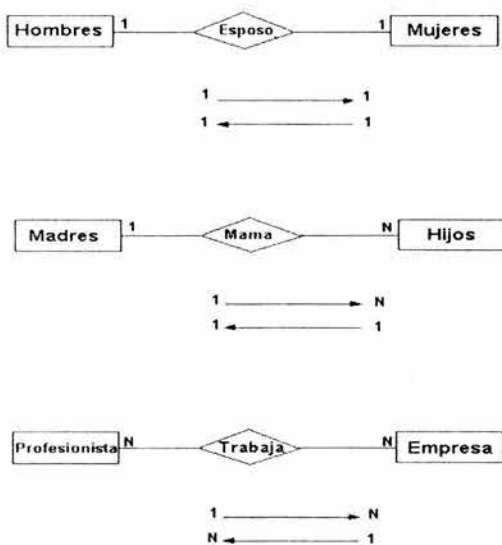 Hombres 1 Esposo 1 Mujeres
1 1
1 1
Madres 1 Mama N Hijos
1 N
1 1
Profesionista N Trabaja N Empresa
1 N
N 1